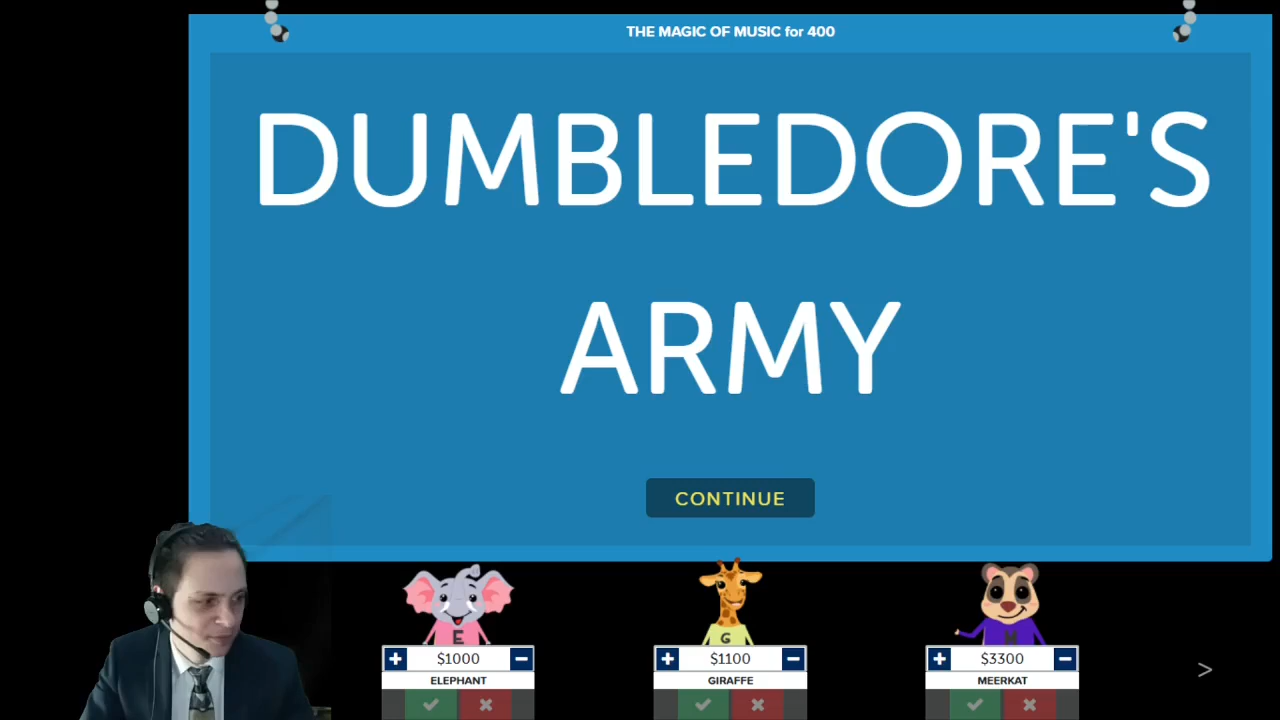 THE MAGIC OF MUSIC for 400
DUMBLEDORE'S
ARMY
CONTINUE
E
G
M
+ $1000 −
+ $1100 −
+ $3300 −
ELEPHANT
GIRAFFE
MEERKAT
>